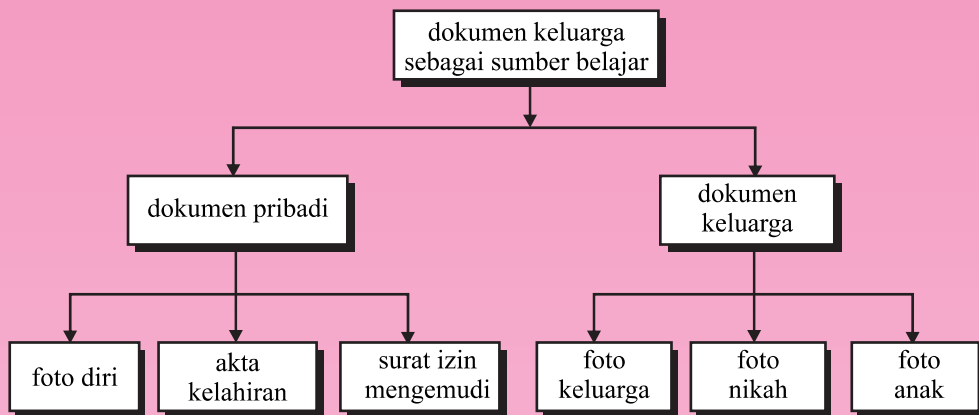 dokumen keluarga
sebagai sumber belajar
dokumen pribadi
dokumen
keluarga
foto diri
akta
kelahiran
surat izin
mengemudi
foto
keluarga
foto
nikah
foto
anak